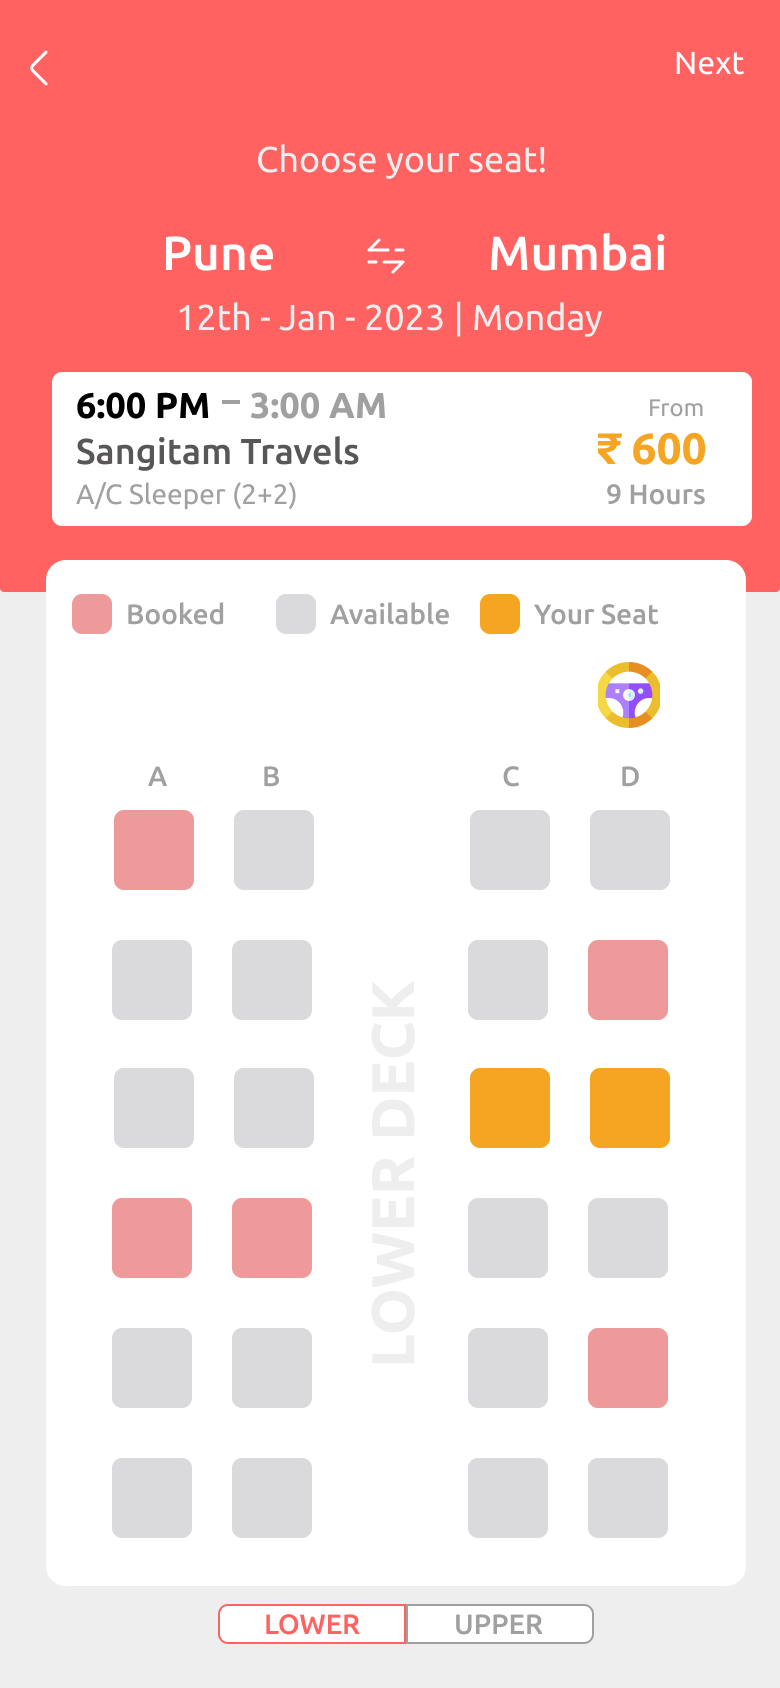 Next
Choose your seat!
Pune Mumbai
12th - Jan - 2023 | Monday
6:00 PM – 3:00 AM
From
Sangitam Travels
₹ 600
A/C Sleeper (2+2)
9 Hours
Booked Available Your Seat
A B C D
LOWER DECK
LOWER UPPER